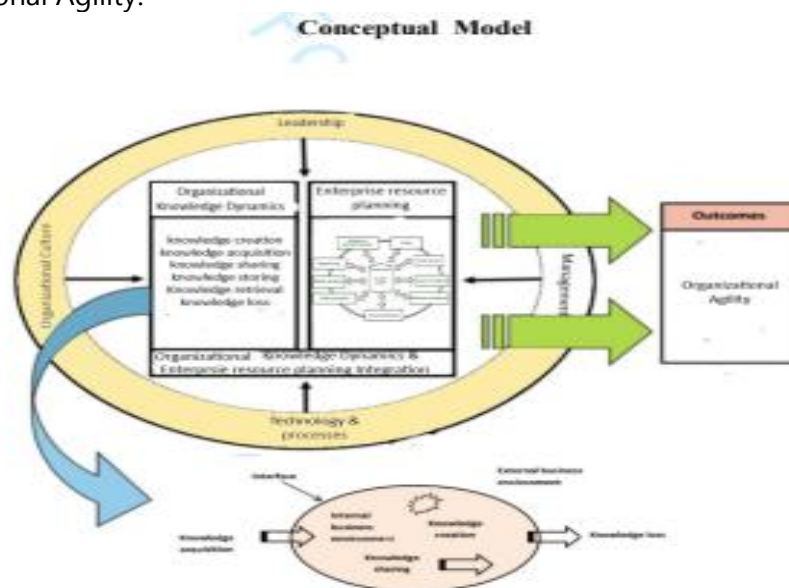 onal Agility.
Conceptual Model
Leadership
Organizational
Knowledge Dynamics
Enterprise resource
planning
knowledge creation
knowledge acquisition
knowledge sharing
knowledge storing
Knowledge retrieval
knowledge loss
Organizational Culture
Management
Outcomes
Organizational
Agility
Organizational Knowledge Dynamics &
Enterprsie resource planning Integration
Technology &
processes
Interface
External business
environment
Internal
business
environment
Knowledge
creation
Knowledge
acquisition
Knowledge loss
Knowledge
sharing